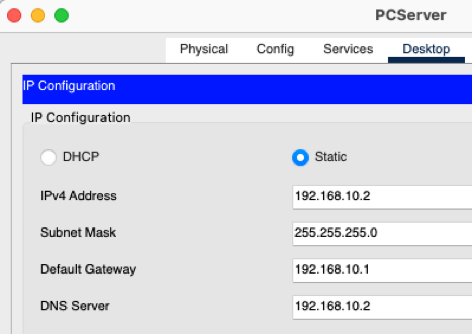 PCServer
Physical Config Services Desktop
IP Configuration
IP Configuration
DHCP Static
IPv4 Address 192.168.10.2
Subnet Mask 255.255.255.0
Default Gateway 192.168.10.1
DNS Server 192.168.10.2